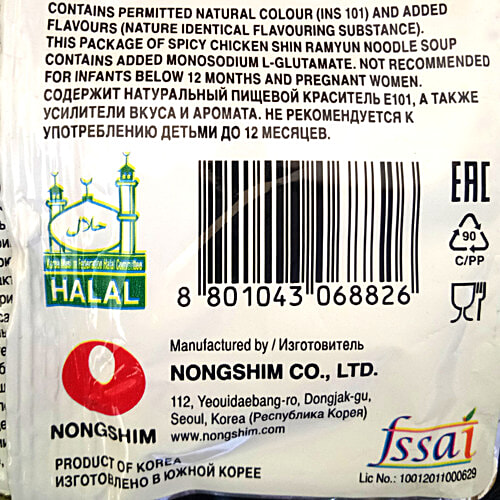 CONTAINS PERMITTED NATURAL COLOUR (INS 101) AND ADDED
FLAVOURS (NATURE IDENTICAL FLAVOURING SUBSTANCE).
THIS PACKAGE OF SPICY CHICKEN SHIN RAMYUN NOODLE SOUP
CONTAINS ADDED MONOSODIUM L-GLUTAMATE. NOT RECOMMENDED
FOR INFANTS BELOW 12 MONTHS AND PREGNANT WOMEN.
СОДЕРЖИТ НАТУРАЛЬНЫЙ ПИЩЕВОЙ КРАСИТЕЛЬ Е101, А ТАКЖЕ
УСИЛИТЕЛИ ВКУСА И АРОМАТА. НЕ РЕКОМЕНДУЕТСЯ К
УПОТРЕБЛЕНИЮ ДЕТЬМИ ДО 12 МЕСЯЦЕВ.
حلال
Federation Halal Committee
HALAL
8 801043 068826
EAC
90
C/PP
Manufactured by / Изготовитель
NONGSHIM CO., LTD.
112, Yeouidaebang-ro, Dongjak-gu,
Seoul, Korea (Республика Корея)
www.nongshim.com
NONGSHIM
PRODUCT OF KOREA
ИЗГОТОВЛЕНО В ЮЖНОЙ КОРЕЕ
fssai
Lic No.: 10012011000629